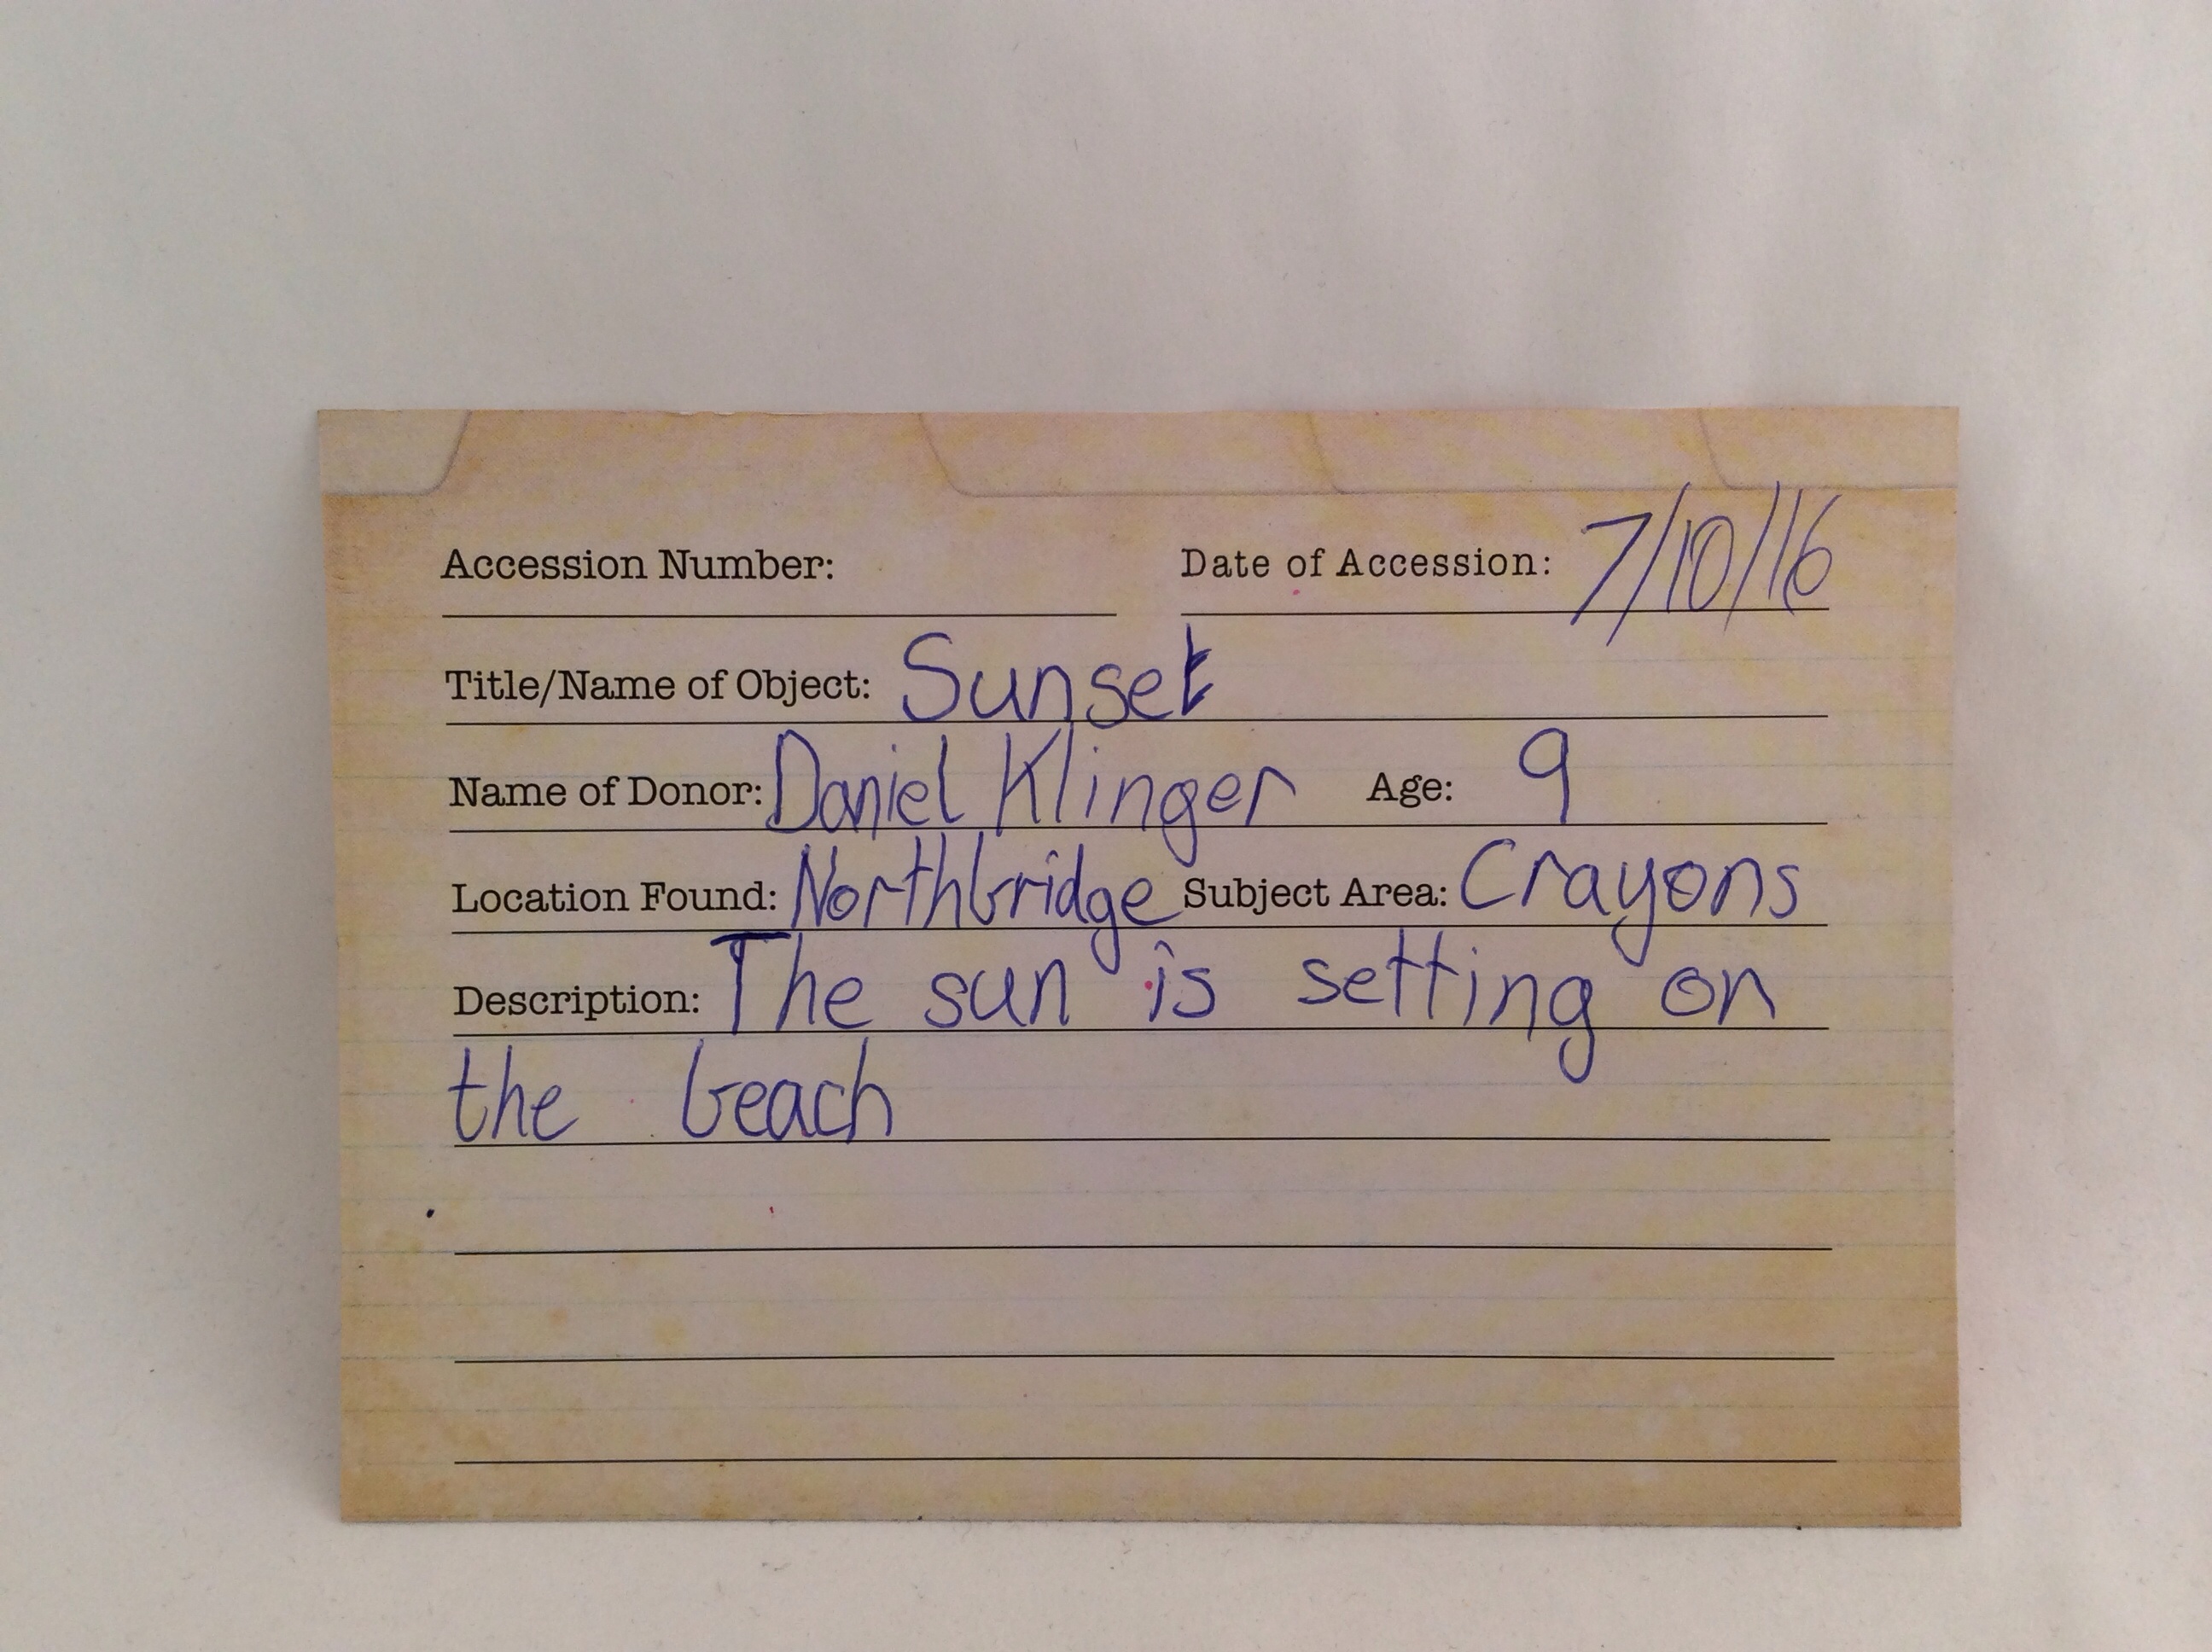 Accession Number: Date of Accession: 7/10/16
Title/Name of Object: Sunset
Name of Donor: Daniel Klinger Age: 9
Location Found: Northbridge Subject Area: Crayons
Description: The sun is setting on
the beach